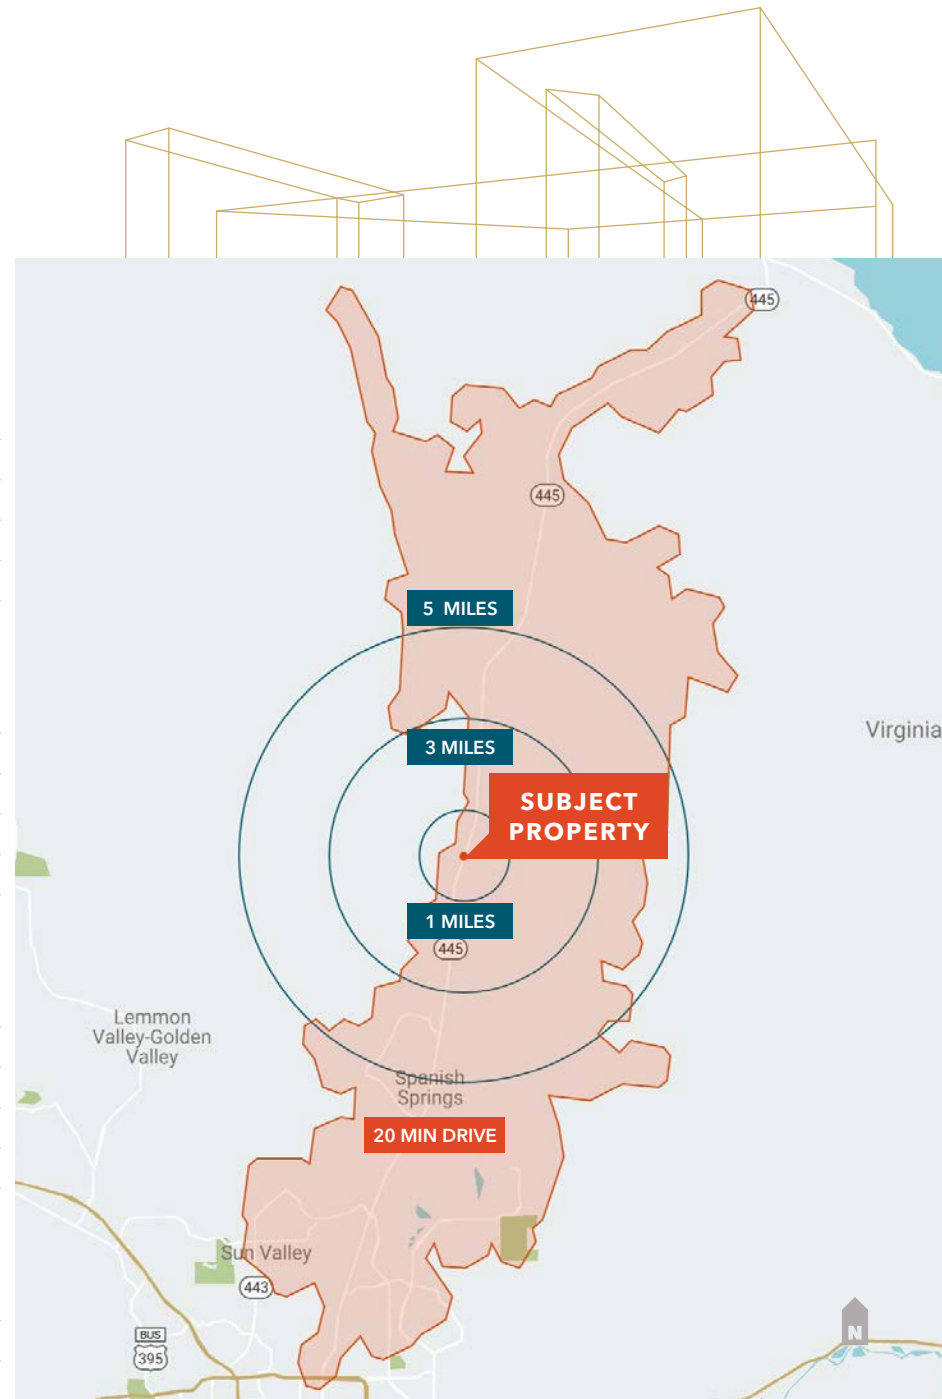 445
445
5 MILES
Virginia
3 MILES
SUBJECT
PROPERTY
1 MILES
445
Lemmon
Valley-Golden
Valley
Spanish
Springs
20 MIN DRIVE
Sun Valley
443
N
BUS
395